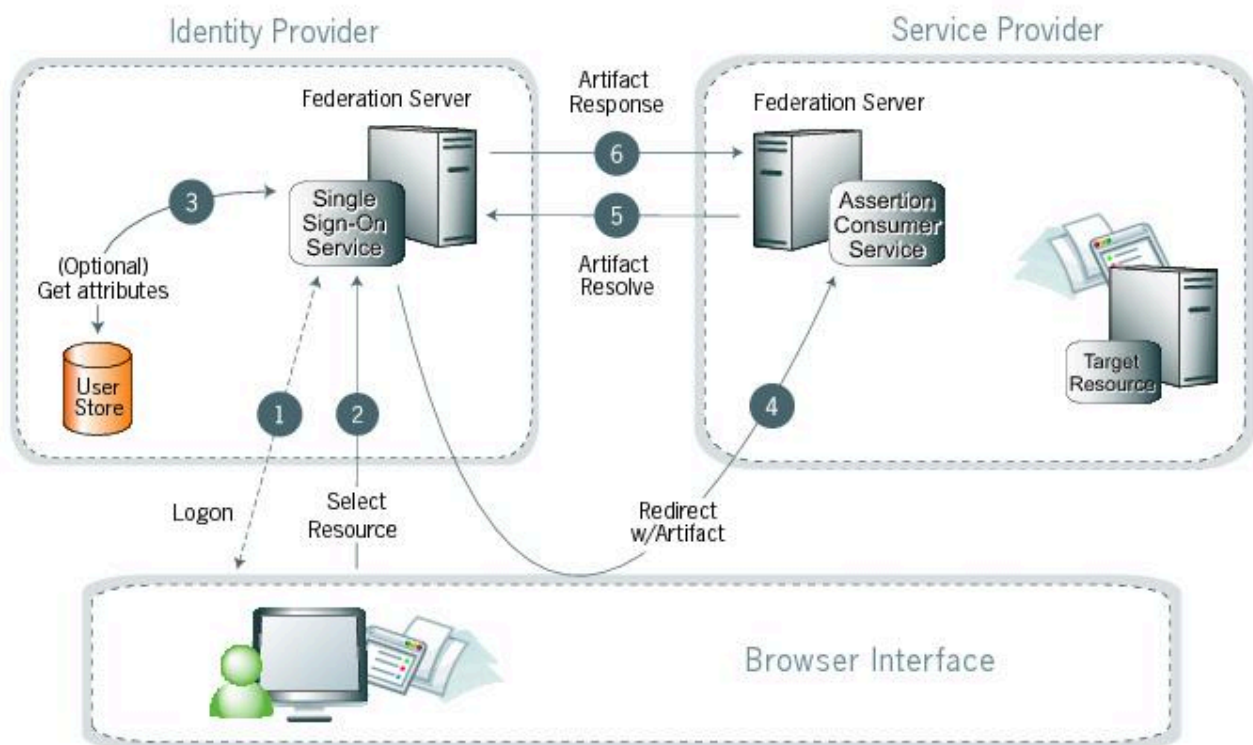 Identity Provider
Service Provider
Federation Server
Artifact
Response
Federation Server
6
3
Single
Sign-On
Service
5
Assertion
Consumer
Service
(Optional)
Get attributes
Artifact
Resolve
User
Store
Target
Resource
1
2
4
Logon
Select
Resource
Redirect
w/Artifact
Browser Interface